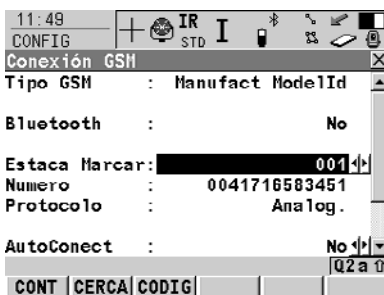 11:49
CONFIG
IR
STD
I
Conexión GSM
Tipo GSM : Manufact ModelId
Bluetooth : No
Estaca Marcar: 001
Numero : 0041716583451
Protocolo : Analog.
AutoConect : No
Q2a
CONT CERCA CODIG